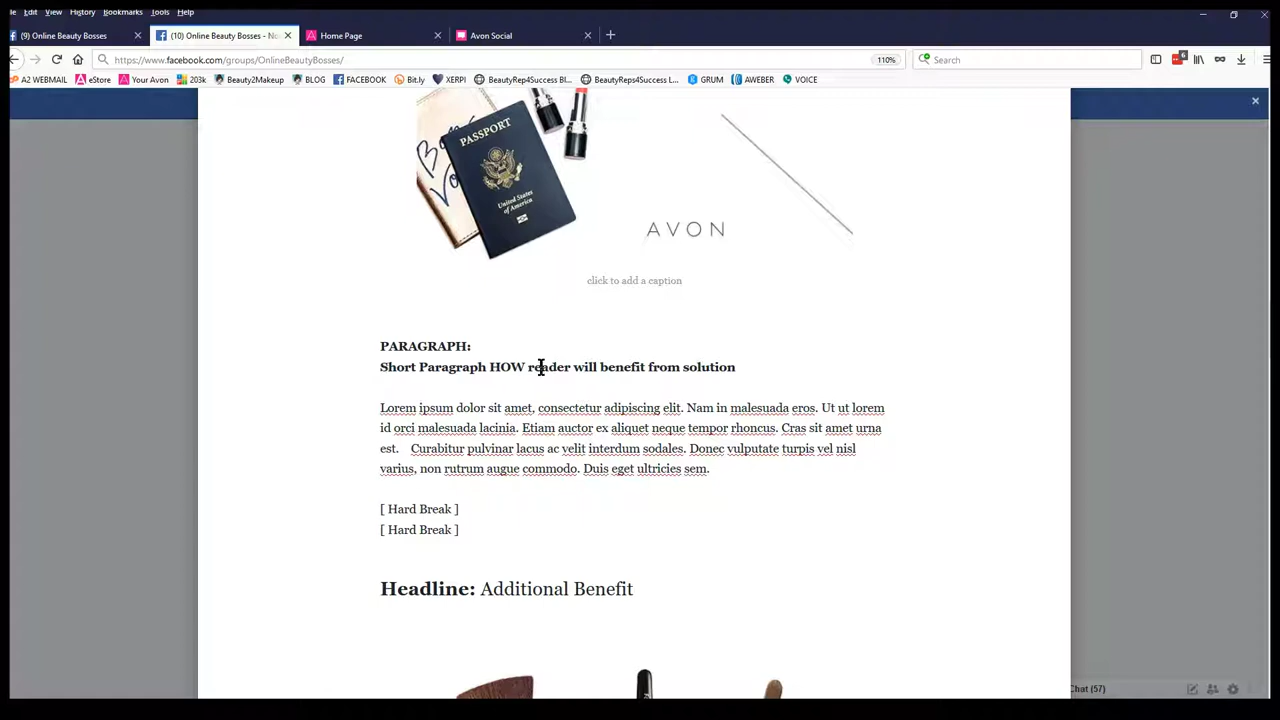 Edit View History Bookmarks Tools Help
(9) Online Beauty Bosses
(10) Online Beauty Bosses - No
Home Page
Avon Social
https://www.facebook.com/groups/OnlineBeautyBosses/
110%
Search
6
A2 WEBMAIL
eStore
Your Avon
203k
Beauty2Makeup
BLOG
FACEBOOK
Bit.ly
XERPI
BeautyRep4Success Bl...
BeautyReps4Success L...
GRUM
AWEBER
VOICE
PASSPORT
United States
of America
AVON
click to add a caption
PARAGRAPH:
Short Paragraph HOW reader will benefit from solution
Lorem ipsum dolor sit amet, consectetur adipiscing elit. Nam in malesuada eros. Ut ut lorem
id orci malesuada lacinia. Etiam auctor ex aliquet neque tempor rhoncus. Cras sit amet urna
est. Curabitur pulvinar lacus ac velit interdum sodales. Donec vulputate turpis vel nisl
varius, non rutrum augue commodo. Duis eget ultricies sem.
[ Hard Break ]
[ Hard Break ]
Headline: Additional Benefit
Chat (57)